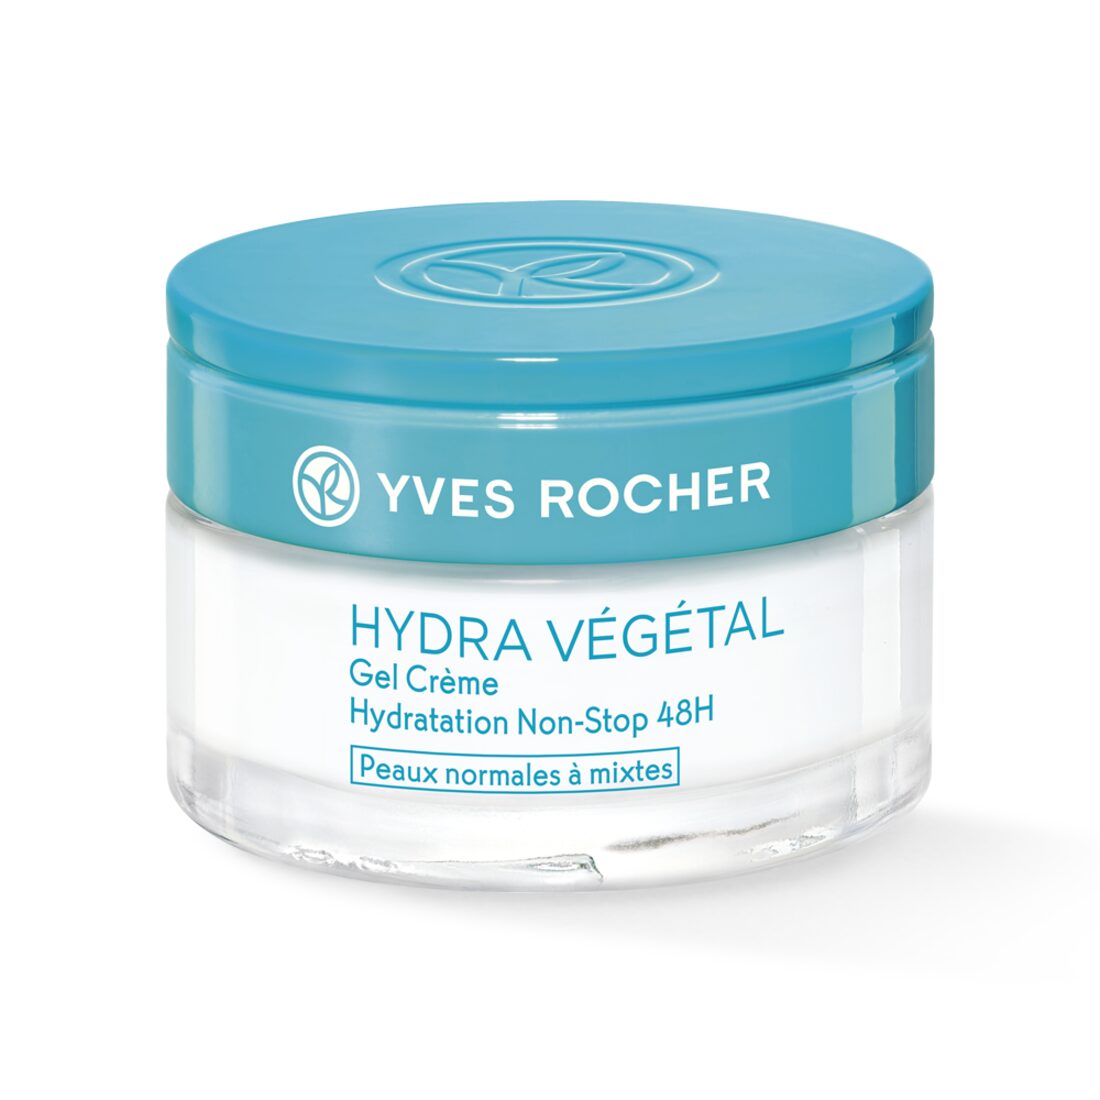 YVES ROCHER
HYDRA VÉGÉTAL
Gel Crème
Hydratation Non-Stop 48H
Peaux normales à mixtes